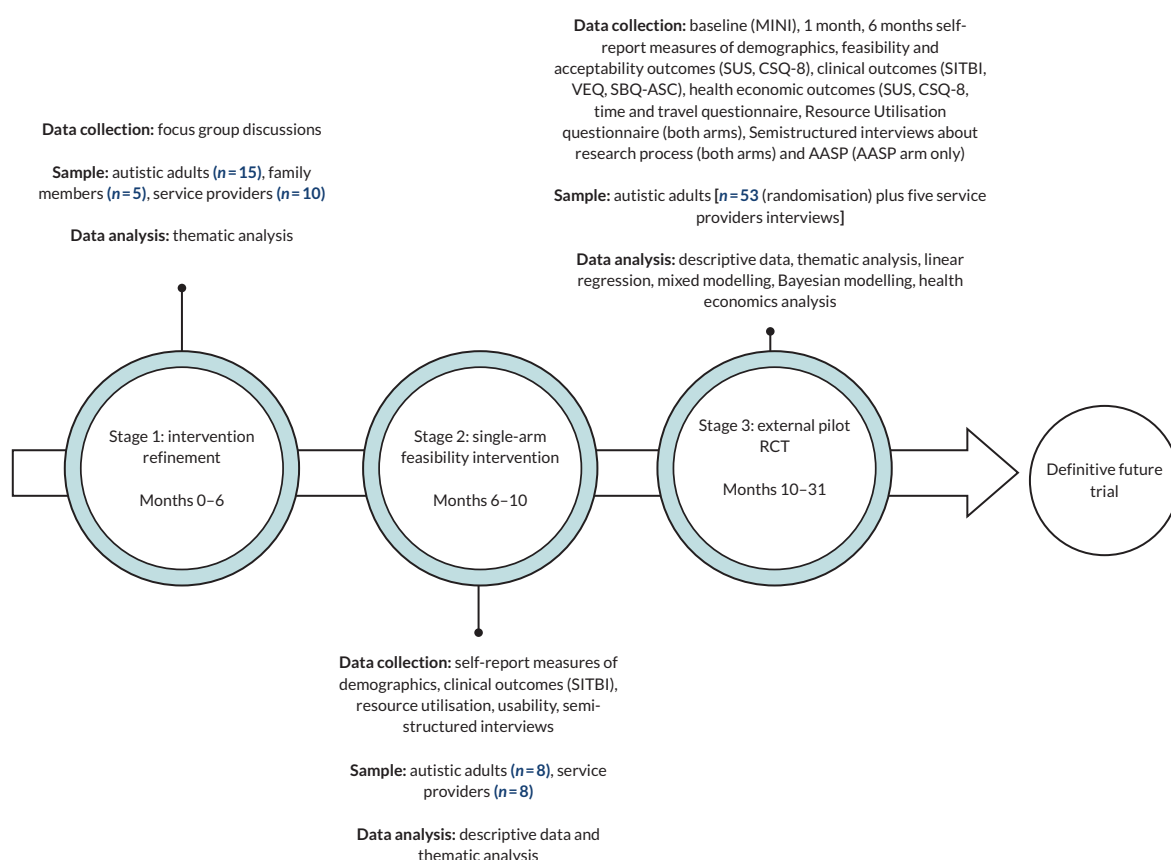 Data collection: focus group discussions
Sample: autistic adults (n=15), family
members (n=5), service providers (n=10)
Data analysis: thematic analysis
Data collection: baseline (MINI), 1 month, 6 months self-
report measures of demographics, feasibility and
acceptability outcomes (SUS, CSQ-8), clinical outcomes (SITBI,
VEQ, SBQ-ASC), health economic outcomes (SUS, CSQ-8,
time and travel questionnaire, Resource Utilisation
questionnaire (both arms), Semistructured interviews about
research process (both arms) and AASP (AASP arm only)
Sample: autistic adults [n=53 (randomisation) plus five service
providers interviews]
Data analysis: descriptive data, thematic analysis, linear
regression, mixed modelling, Bayesian modelling, health
economics analysis
Stage 1: intervention
refinement
Months 0–6
Stage 2: single-arm
feasibility intervention
Months 6–10
Stage 3: external pilot
RCT
Months 10–31
Definitive future
trial
Data collection: self-report measures of
demographics, clinical outcomes (SITBI),
resource utilisation, usability, semi-
structured interviews
Sample: autistic adults (n=8), service
providers (n=8)
Data analysis: descriptive data and
thematic analysis